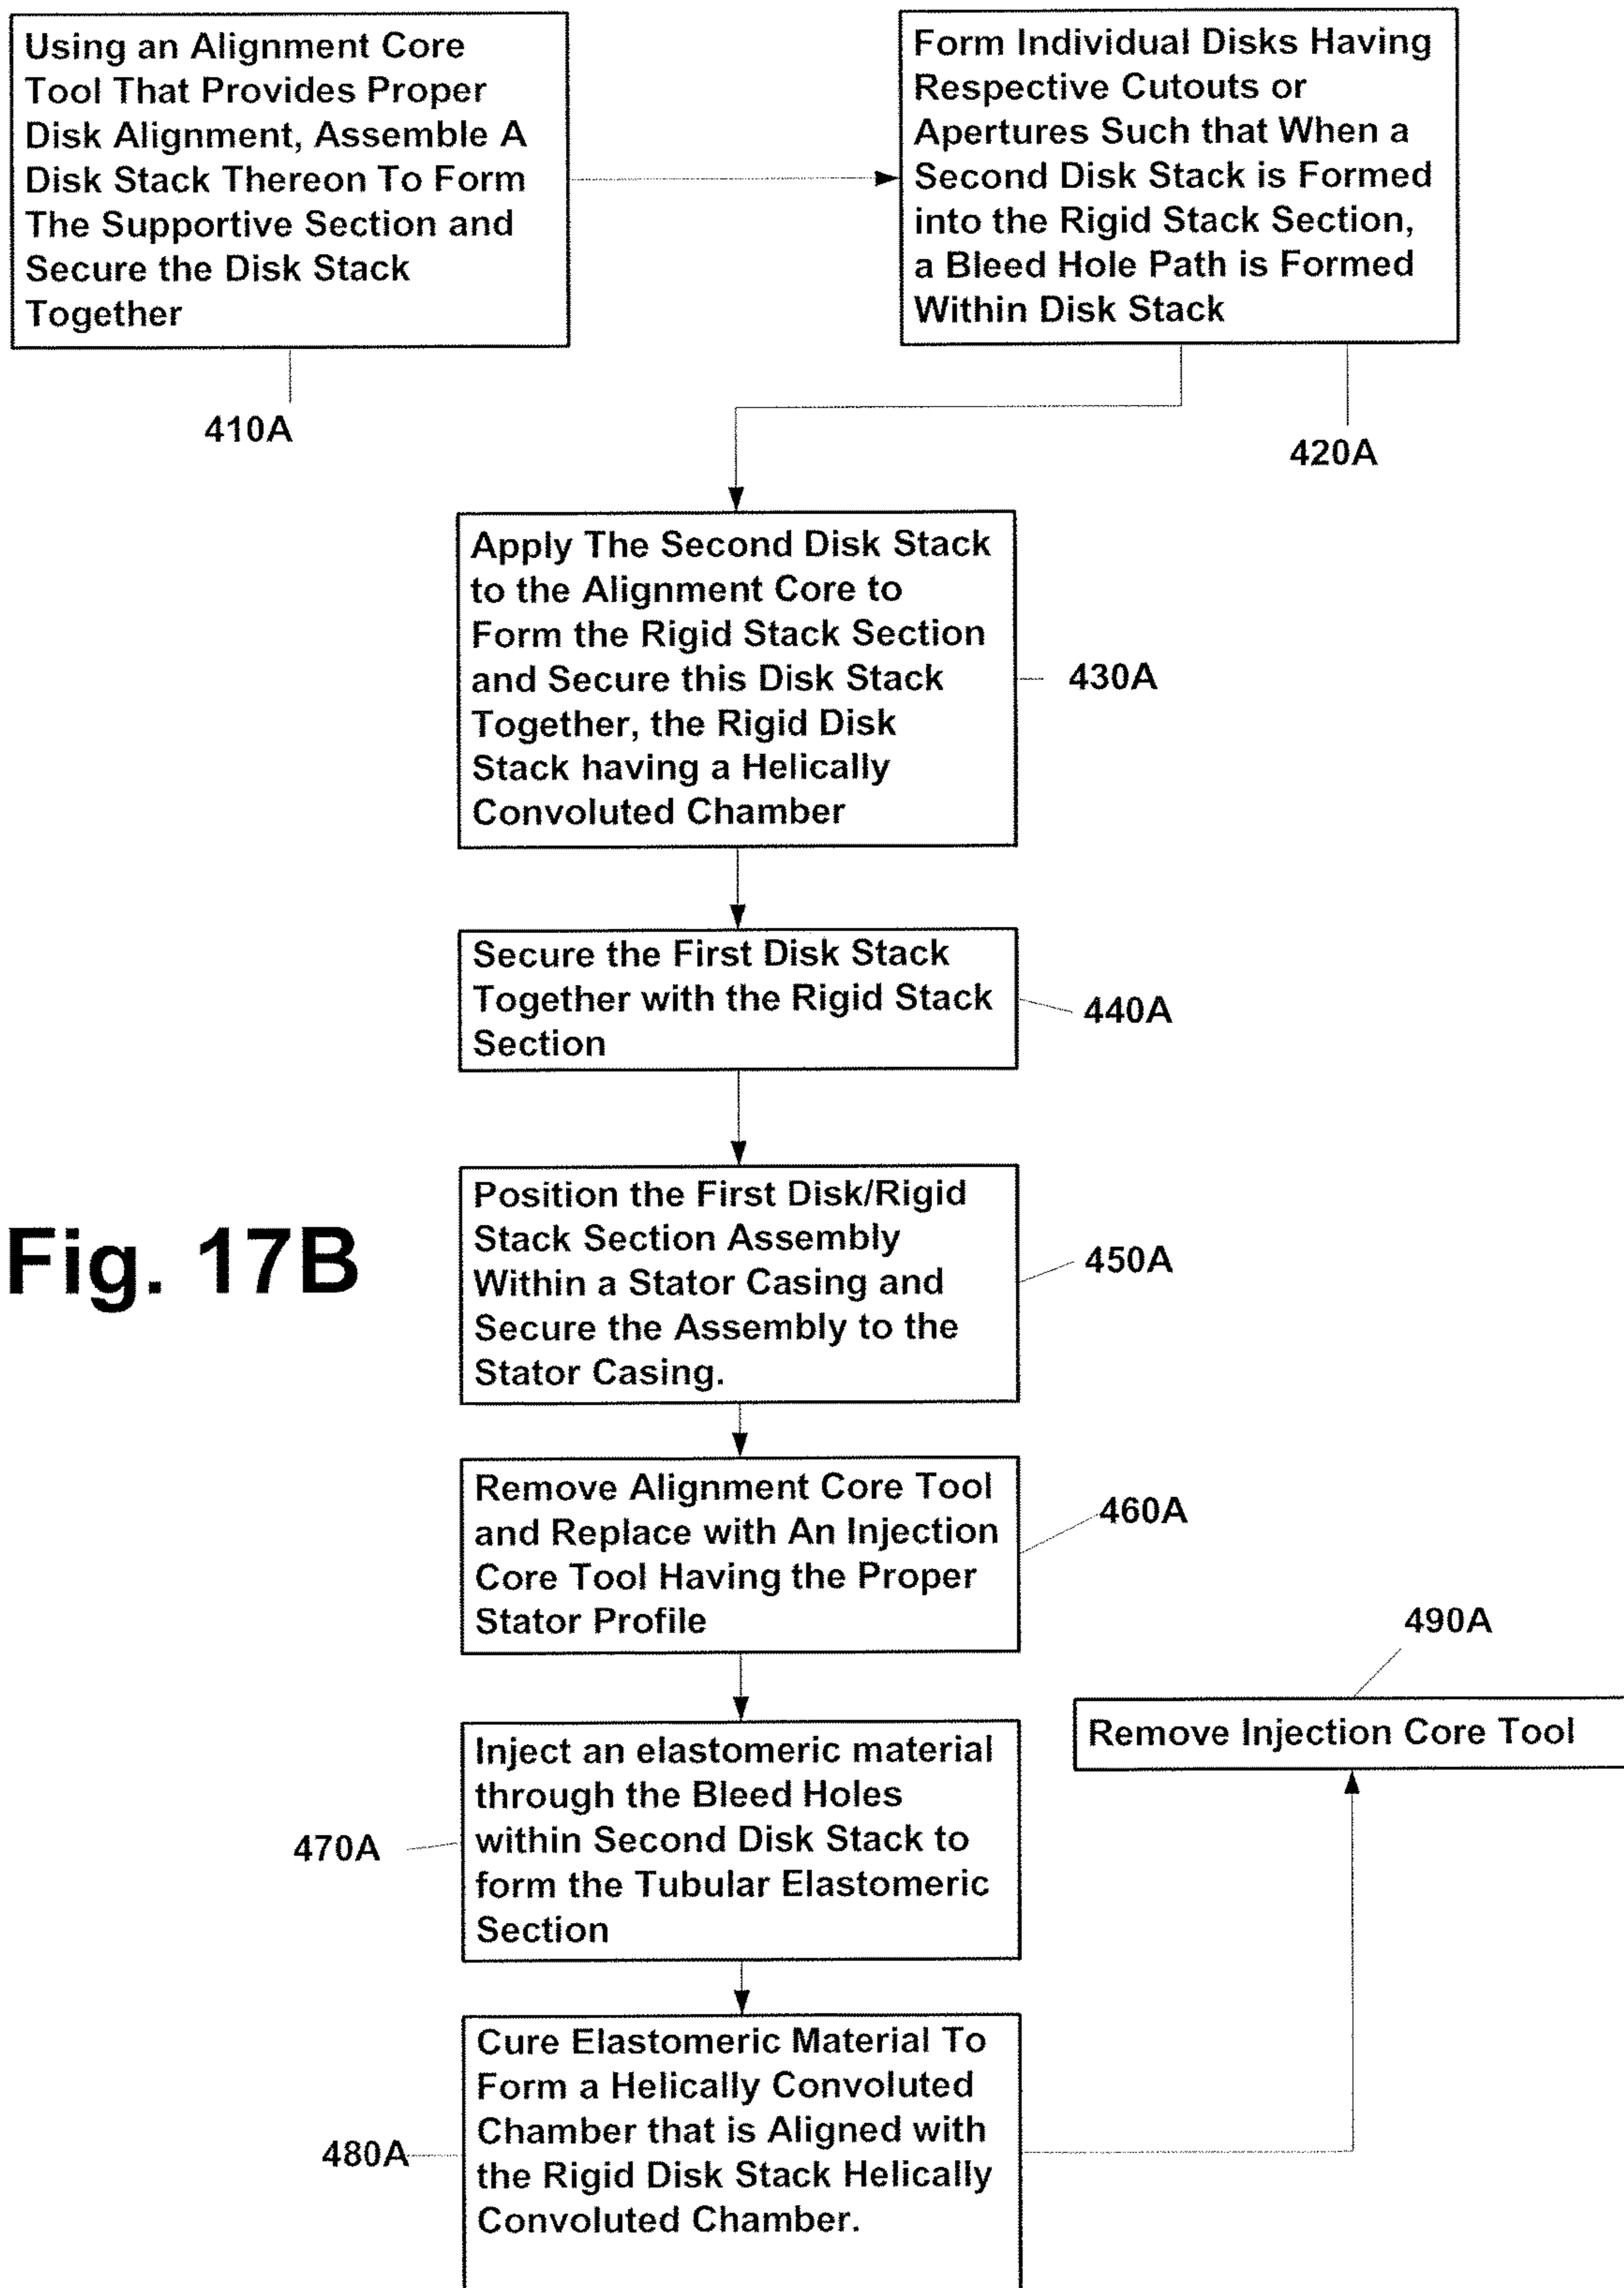 Using an Alignment Core
Tool That Provides Proper
Disk Alignment, Assemble A
Disk Stack Thereon To Form
The Supportive Section and
Secure the Disk Stack
Together
410A
Form Individual Disks Having
Respective Cutouts or
Apertures Such that When a
Second Disk Stack is Formed
into the Rigid Stack Section,
a Bleed Hole Path is Formed
Within Disk Stack
420A
Apply The Second Disk Stack
to the Alignment Core to
Form the Rigid Stack Section
and Secure this Disk Stack
Together, the Rigid Disk
Stack having a Helically
Convoluted Chamber
430A
Secure the First Disk Stack
Together with the Rigid Stack
Section
440A
Fig. 17B
Position the First Disk/Rigid
Stack Section Assembly
Within a Stator Casing and
Secure the Assembly to the
Stator Casing.
450A
Remove Alignment Core Tool
and Replace with An Injection
Core Tool Having the Proper
Stator Profile
460A
Inject an elastomeric material
through the Bleed Holes
within Second Disk Stack to
form the Tubular Elastomeric
Section
470A
Cure Elastomeric Material To
Form a Helically Convoluted
Chamber that is Aligned with
the Rigid Disk Stack Helically
Convoluted Chamber.
480A
490A
Remove Injection Core Tool